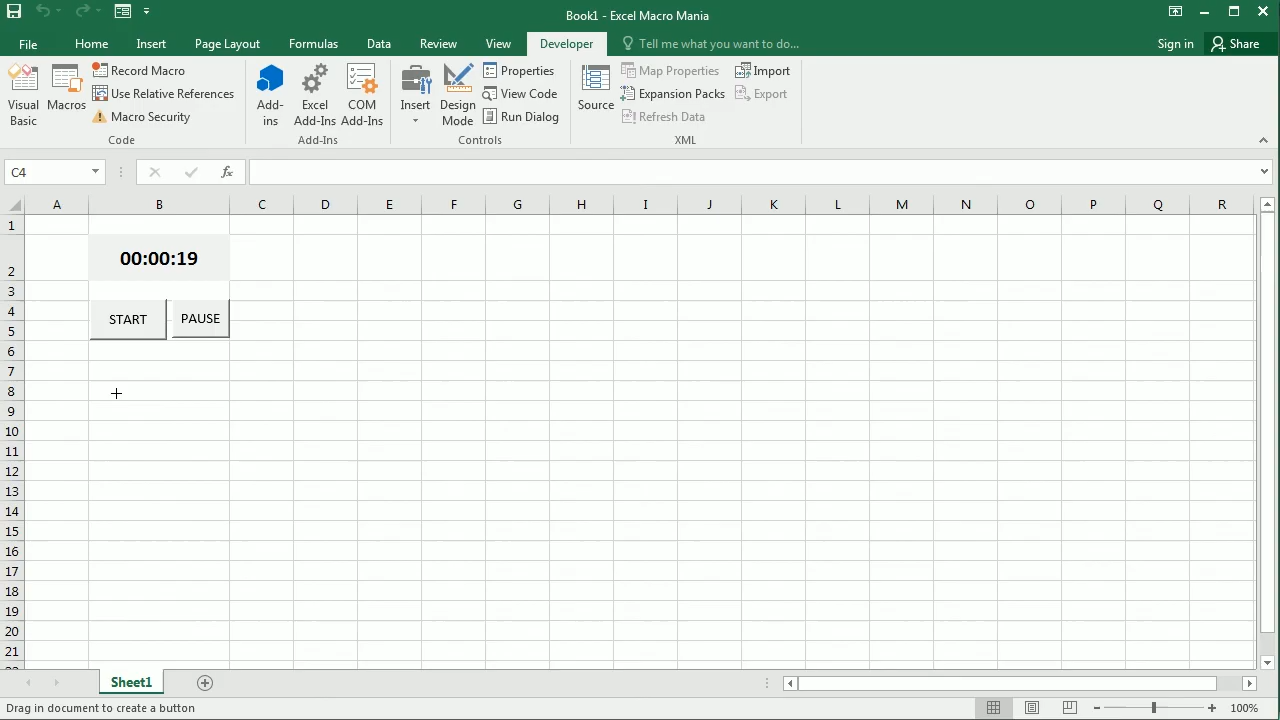 Book1 - Excel Macro Mania
File Home Insert Page Layout Formulas Data Review View Developer Tell me what you want to do... Sign in Share
Visual Basic
Macros
Record Macro
Use Relative References
Macro Security
Code
Add-ins
Excel Add-Ins
COM Add-Ins
Add-Ins
Insert
Design Mode
Properties
View Code
Run Dialog
Controls
Source
Map Properties
Expansion Packs
Refresh Data
Import
Export
XML
C4
fx
A B C D E F G H I J K L M N O P Q R
1
2
00:00:19
3
4
5
START PAUSE
6
7
8
9
10
11
12
13
14
15
16
17
18
19
20
21
Sheet1
Drag in document to create a button
100%